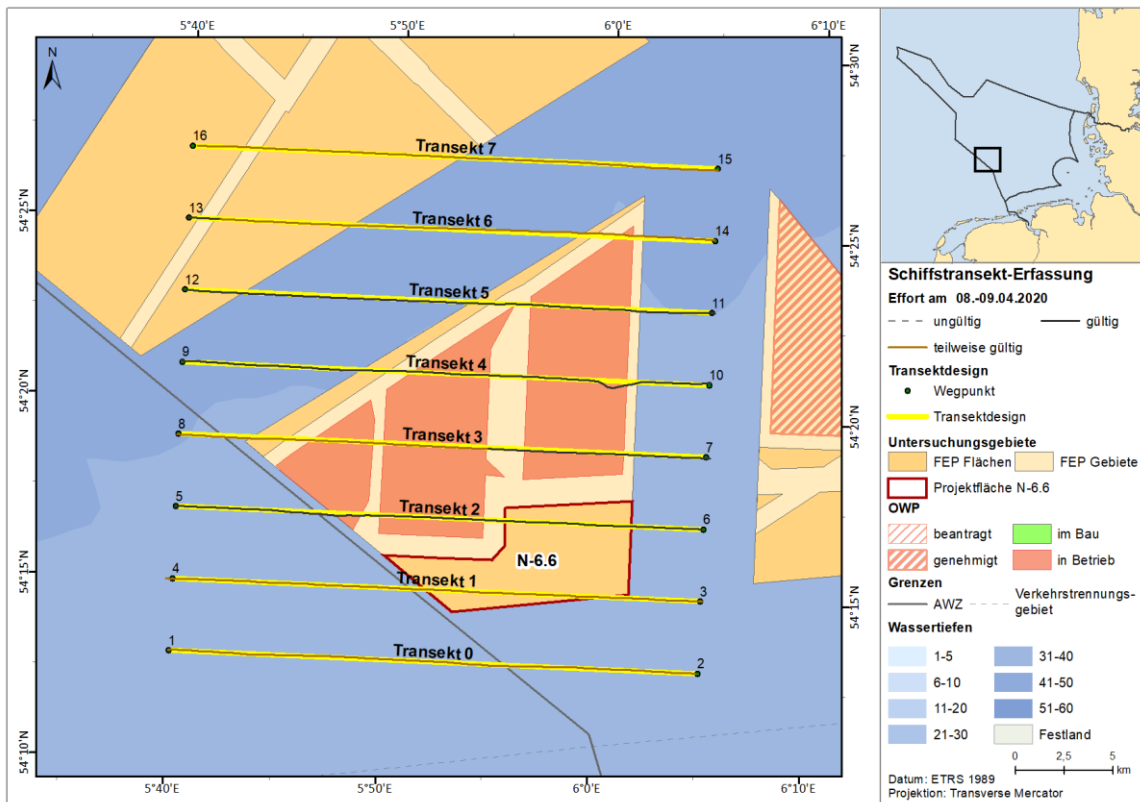 5°40'E
5°50'E
6°0'E
6°10'E
N
54°30'N
54°25'N
54°25'N
54°20'N
54°20'N
54°15'N
54°15'N
54°10'N
16
Transekt 7
15
13
Transekt 6
14
12
Transekt 5
11
9
Transekt 4
10
8
Transekt 3
7
5
Transekt 2
6
N-6.6
4
Transekt 1
3
1
Transekt 0
2
5°40'E
5°50'E
6°0'E
6°10'E
Schiffstransekt-Erfassung
Effort am 08.-09.04.2020
ungültig
gültig
teilweise gültig
Transektdesign
Wegpunkt
Transektdesign
Untersuchungsgebiete
FEP Flächen
FEP Gebiete
Projektfläche N-6.6
OWP
beantragt
im Bau
genehmigt
in Betrieb
Grenzen
AWZ
Verkehrstrennungs-
gebiet
Wassertiefen
1-5
31-40
6-10
41-50
11-20
51-60
21-30
Festland
0 2,5 5
km
Datum: ETRS 1989
Projektion: Transverse Mercator